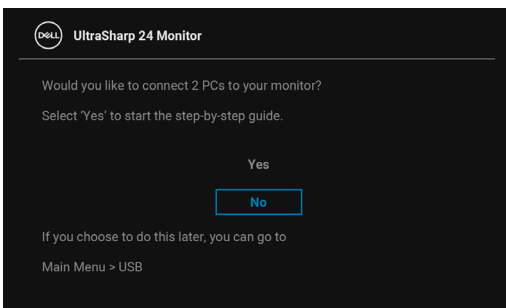 DELL
UltraSharp 24 Monitor
Would you like to connect 2 PCs to your monitor?
Select ‘Yes’ to start the step-by-step guide.
Yes
No
If you choose to do this later, you can go to
Main Menu > USB